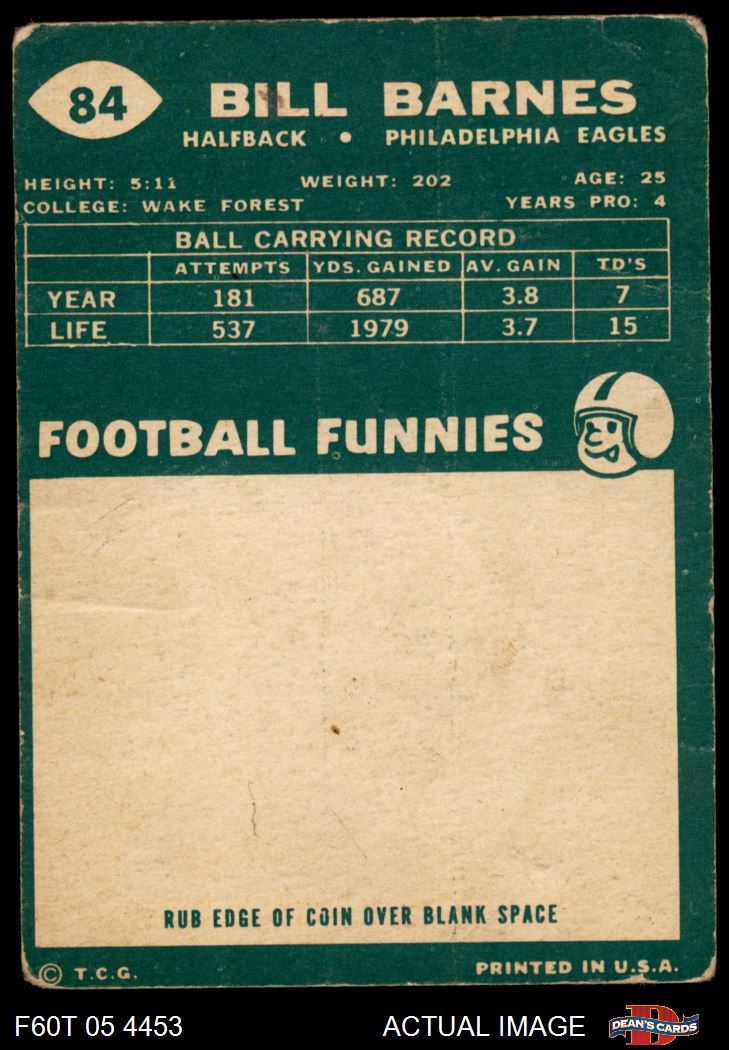 84
BILL BARNES
HALFBACK • PHILADELPHIA EAGLES
HEIGHT: 5:11 WEIGHT: 202 AGE: 25
COLLEGE: WAKE FOREST YEARS PRO: 4
BALL CARRYING RECORD
ATTEMPTS YDS. GAINED AV. GAIN TD'S
YEAR 181 687 3.8 7
LIFE 537 1979 3.7 15
FOOTBALL FUNNIES
RUB EDGE OF COIN OVER BLANK SPACE
© T.C.G. PRINTED IN U.S.A.
F60T 05 4453 ACTUAL IMAGE D DEAN'S CARDS